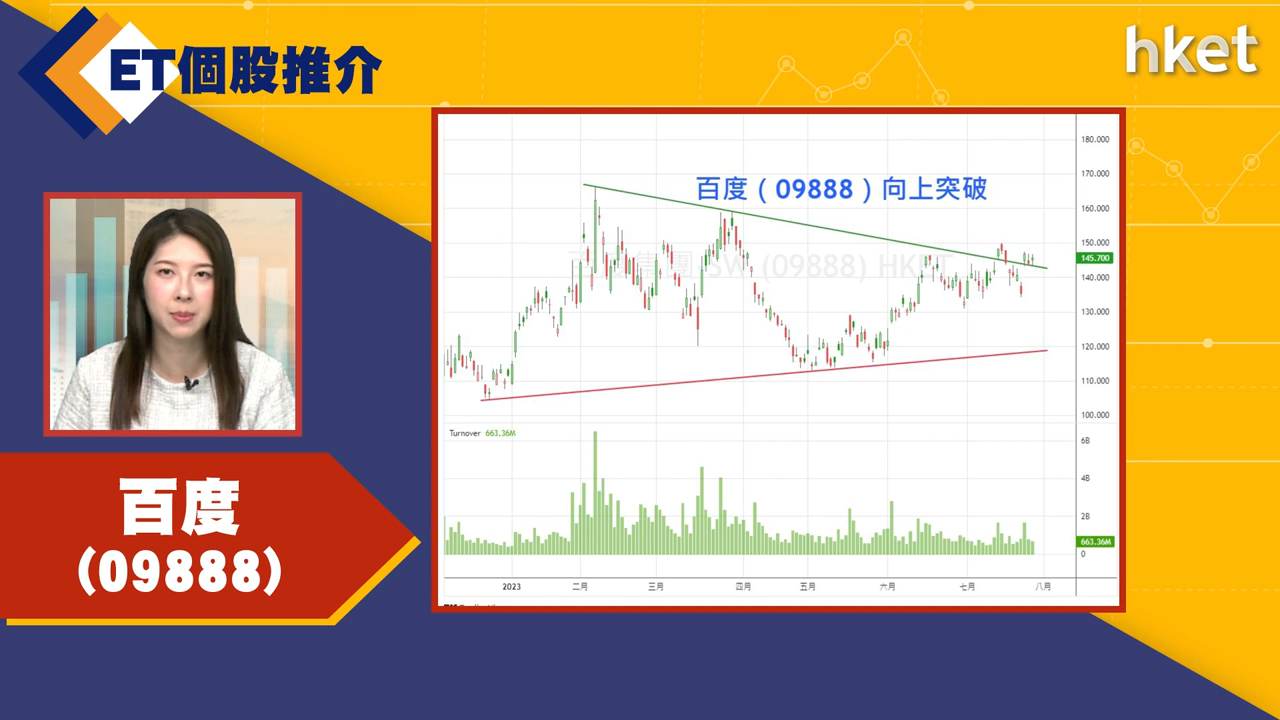 ET個股推介
hket
百度（09888）向上突破
180.000
170.000
160.000
150.000
145.700
140.000
130.000
120.000
110.000
100.000
Turnover 663.36M
6B
4B
2B
663.36M
0
2023 二月 三月 四月 五月 六月 七月 八月
百度
(09888)